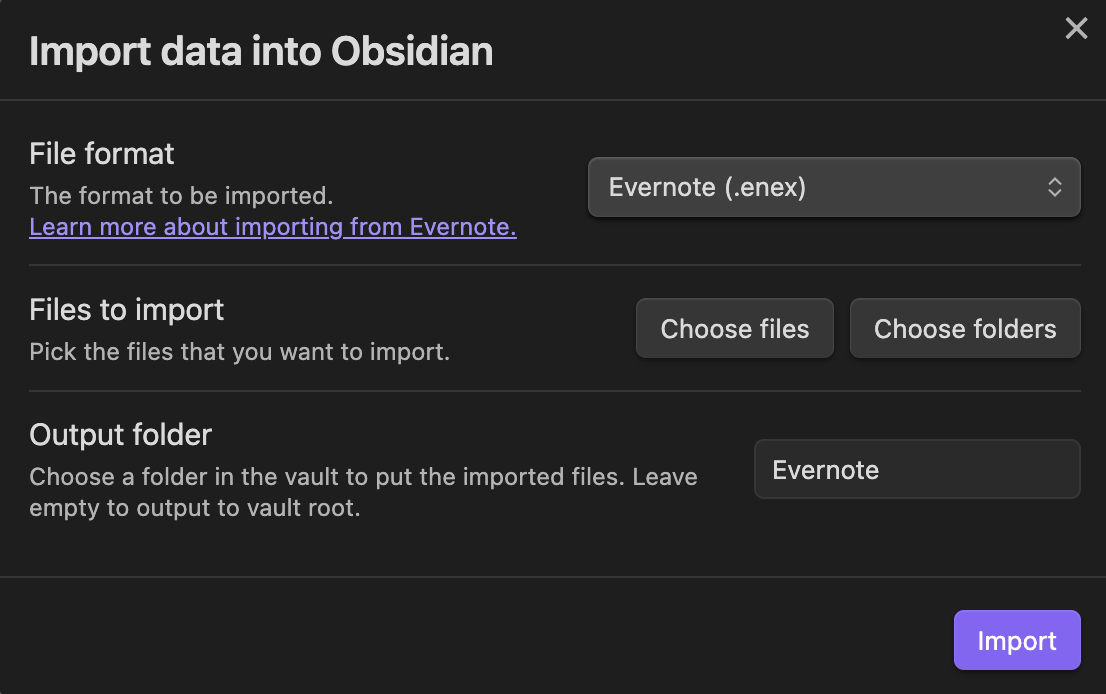 Import data into Obsidian
File format
The format to be imported.
Learn more about importing from Evernote.
Evernote (.enex)
Files to import
Pick the files that you want to import.
Choose files
Choose folders
Output folder
Choose a folder in the vault to put the imported files. Leave
empty to output to vault root.
Evernote
Import